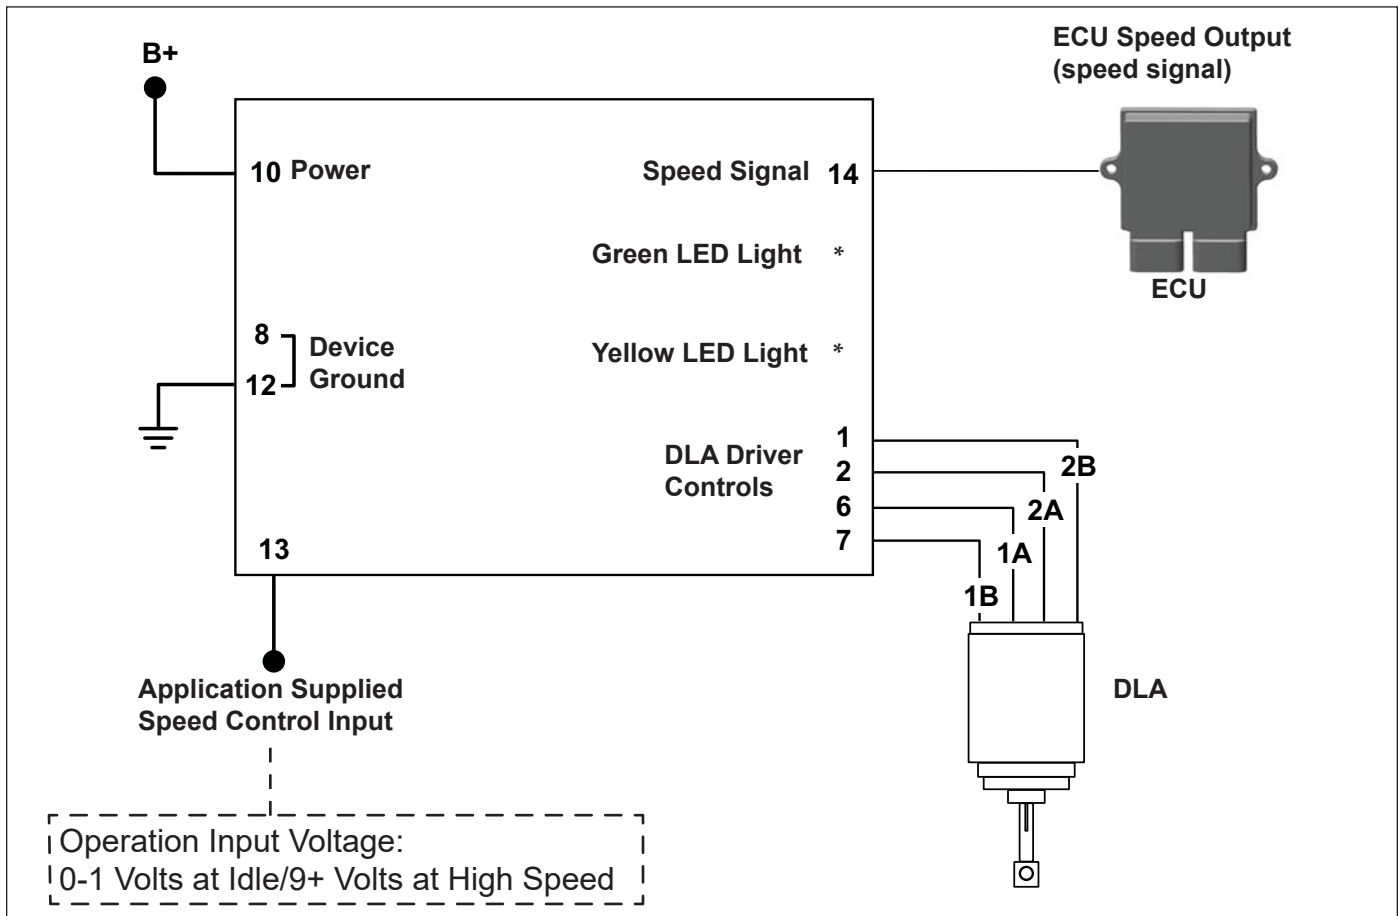 ECU Speed Output
(speed signal)
B+
10 Power
Speed Signal 14
Green LED Light *
ECU
8
Device
Ground
12
Yellow LED Light *
DLA Driver
Controls
1
2
6
7
2B
2A
1A
1B
13
Application Supplied
Speed Control Input
DLA
Operation Input Voltage:
0-1 Volts at Idle/9+ Volts at High Speed